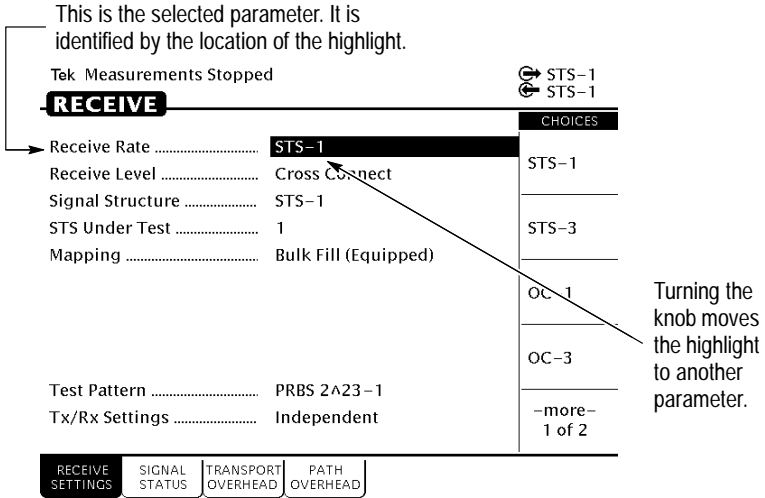 This is the selected parameter. It is
identified by the location of the highlight.
Tek Measurements Stopped
STS-1
STS-1
RECEIVE
CHOICES
Receive Rate ........................ STS-1
Receive Level ....................... Cross Connect
Signal Structure .................. STS-1
STS Under Test ................... 1
Mapping ............................... Bulk Fill (Equipped)
Test Pattern ......................... PRBS 2^23-1
Tx/Rx Settings ..................... Independent
STS-1
STS-3
OC-1
OC-3
-more-
1 of 2
Turning the
knob moves
the highlight
to another
parameter.
RECEIVE
SETTINGS
SIGNAL
STATUS
TRANSPORT
OVERHEAD
PATH
OVERHEAD